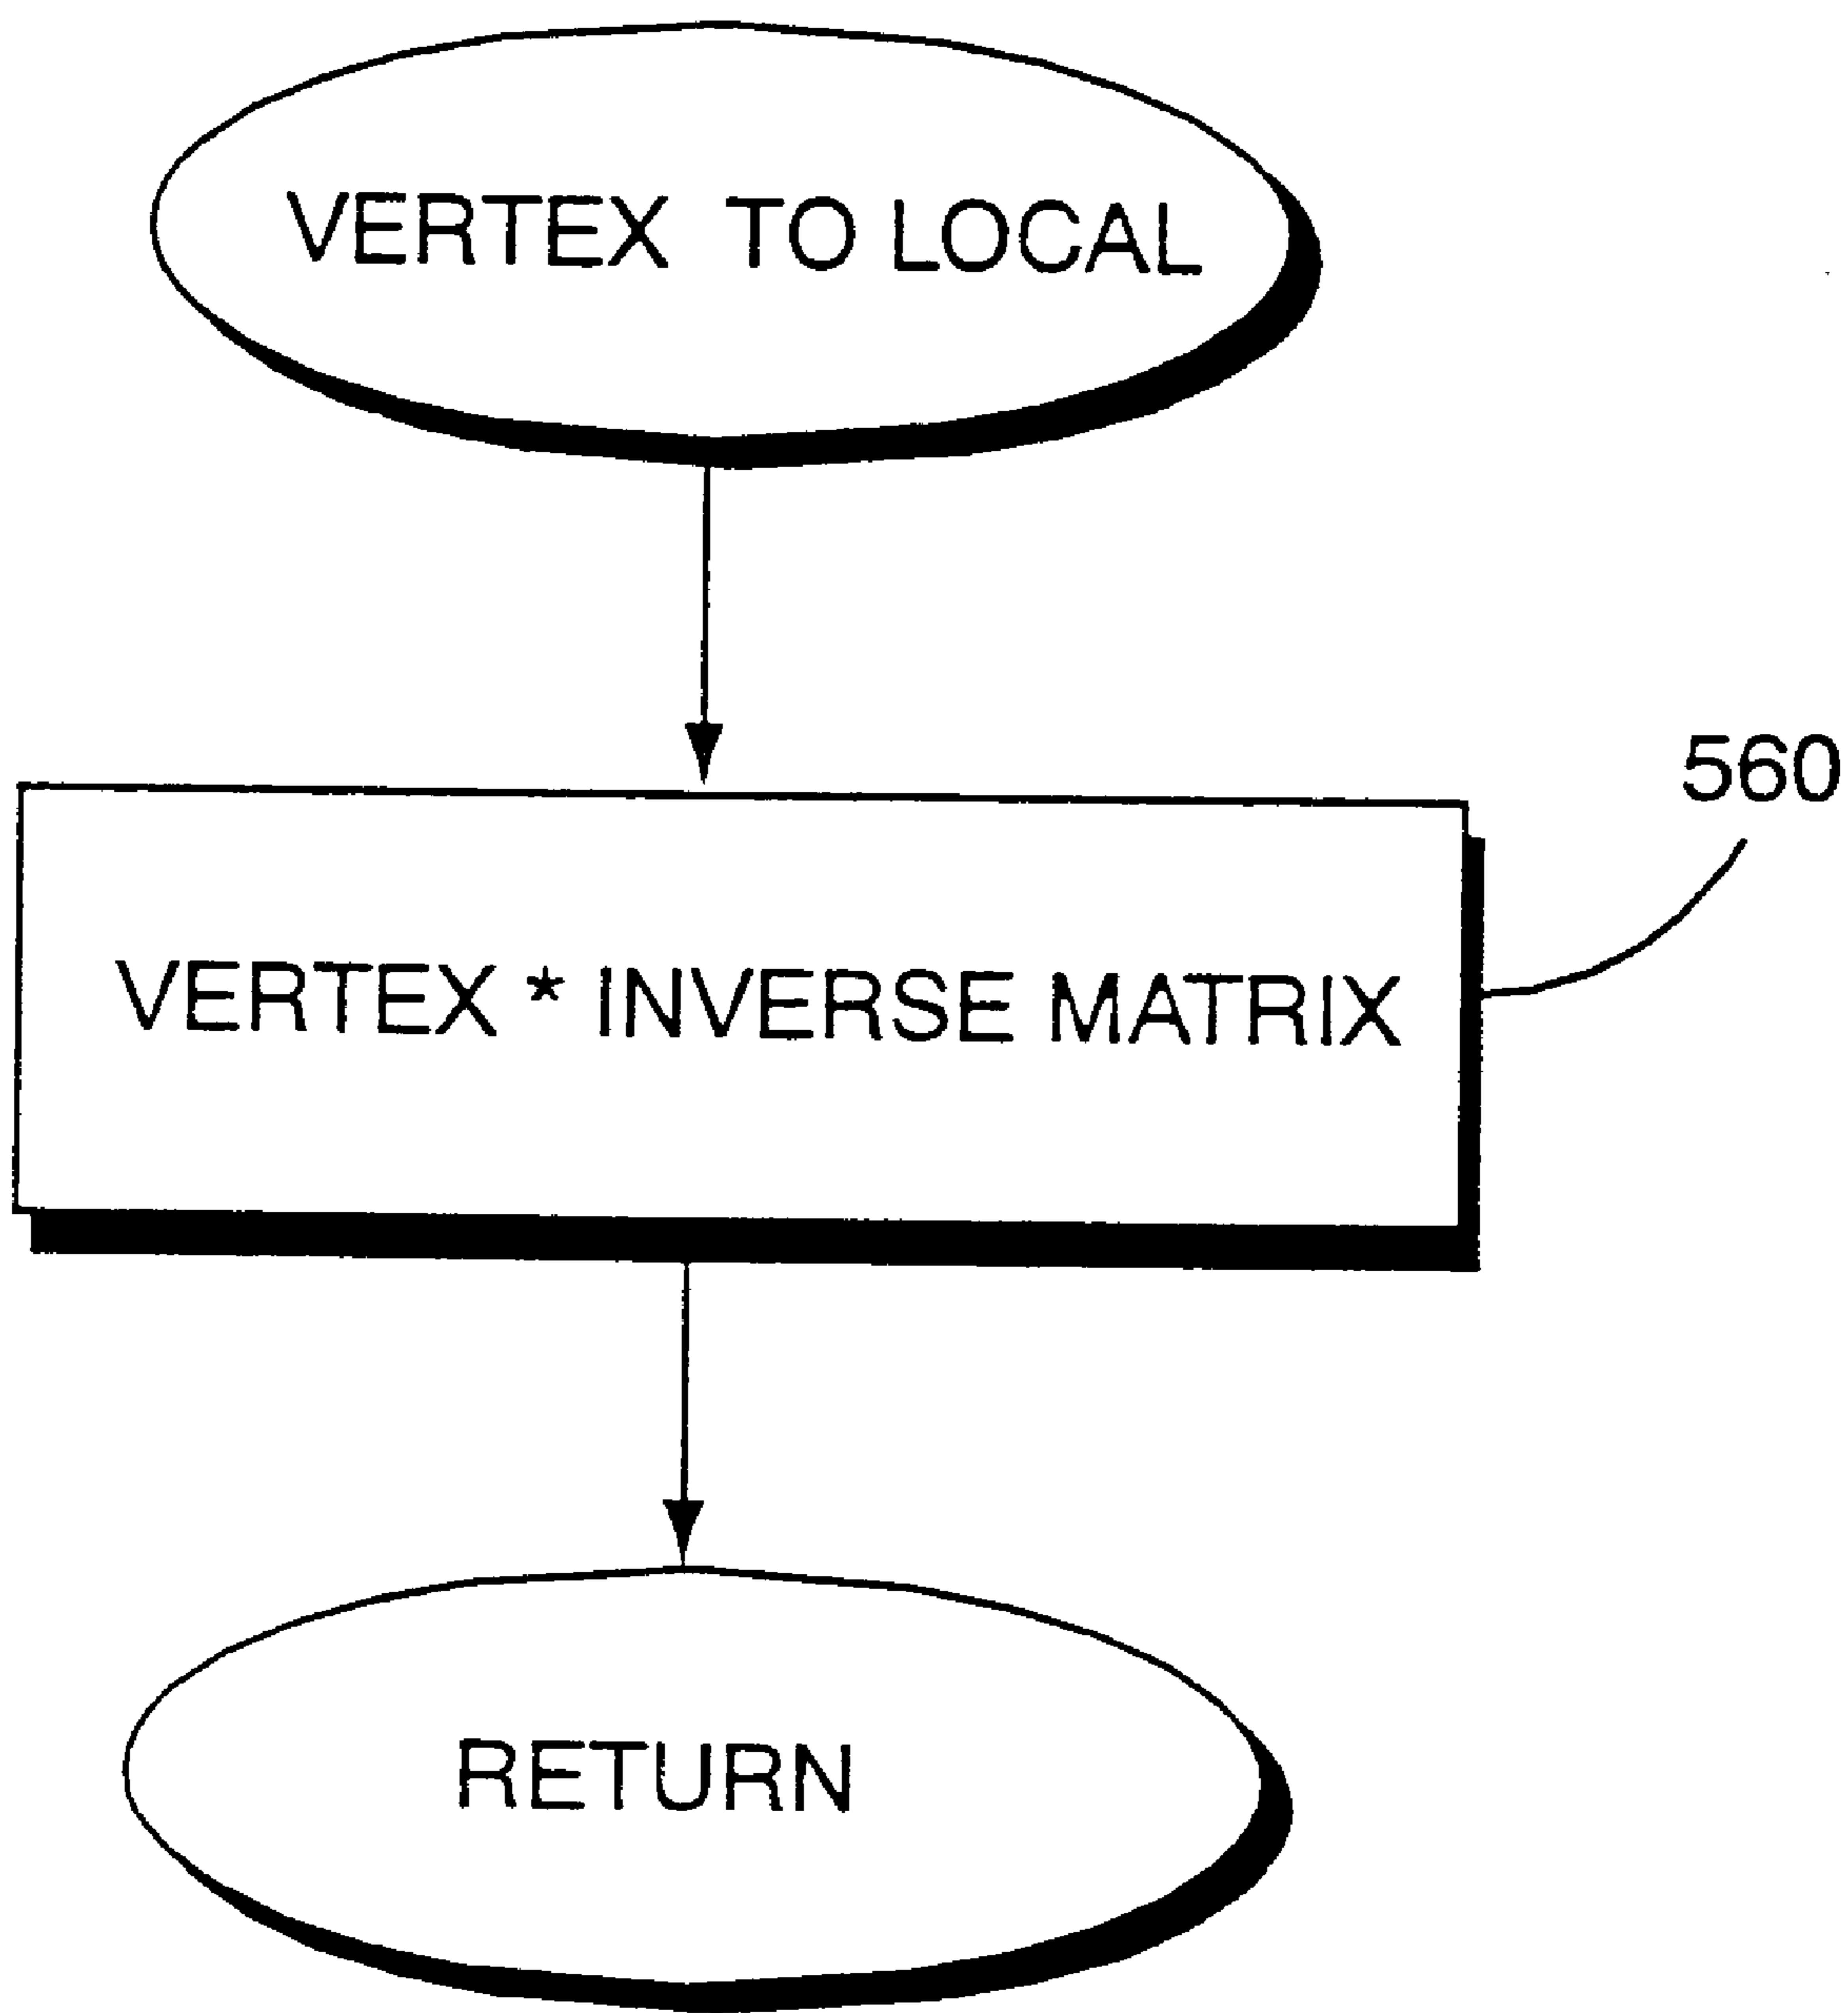 VERTEX TO LOCAL
560
VERTEX * INVERSE MATRIX
RETURN